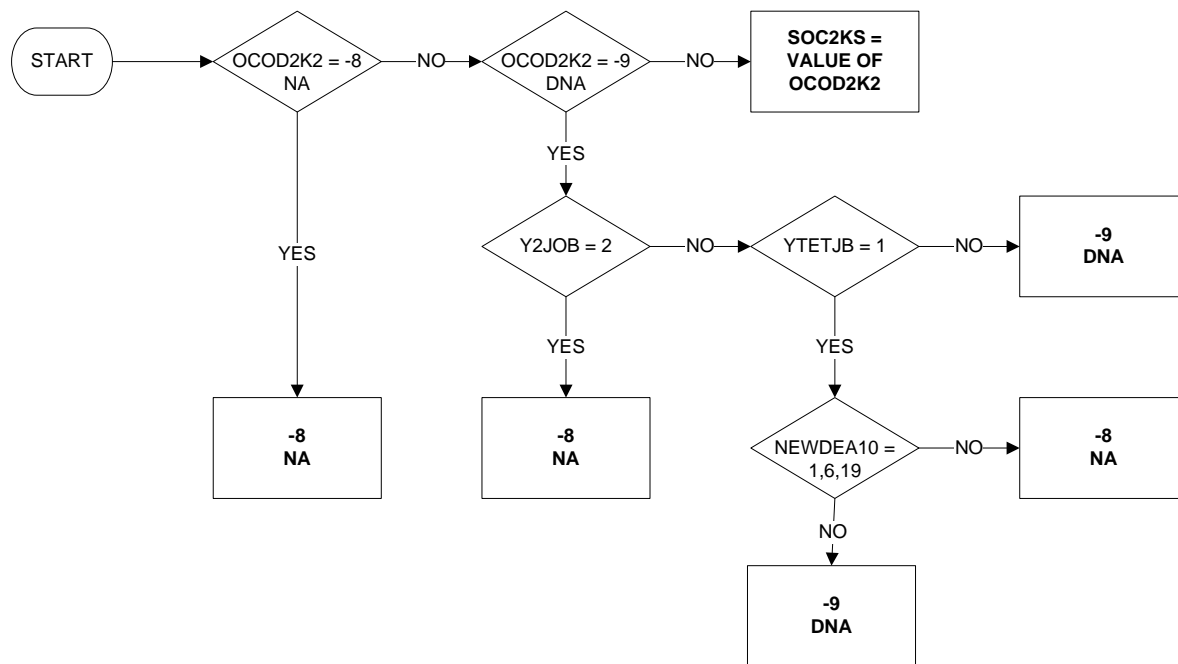 START
OCOD2K2 = -8
NA
NO
OCOD2K2 = -9
DNA
NO
SOC2KS =
VALUE OF
OCOD2K2
YES
YES
Y2JOB = 2
NO
YTETJB = 1
NO
-9
DNA
YES
YES
-8
NA
-8
NA
NEWDEA10 =
1,6,19
NO
-8
NA
NO
-9
DNA